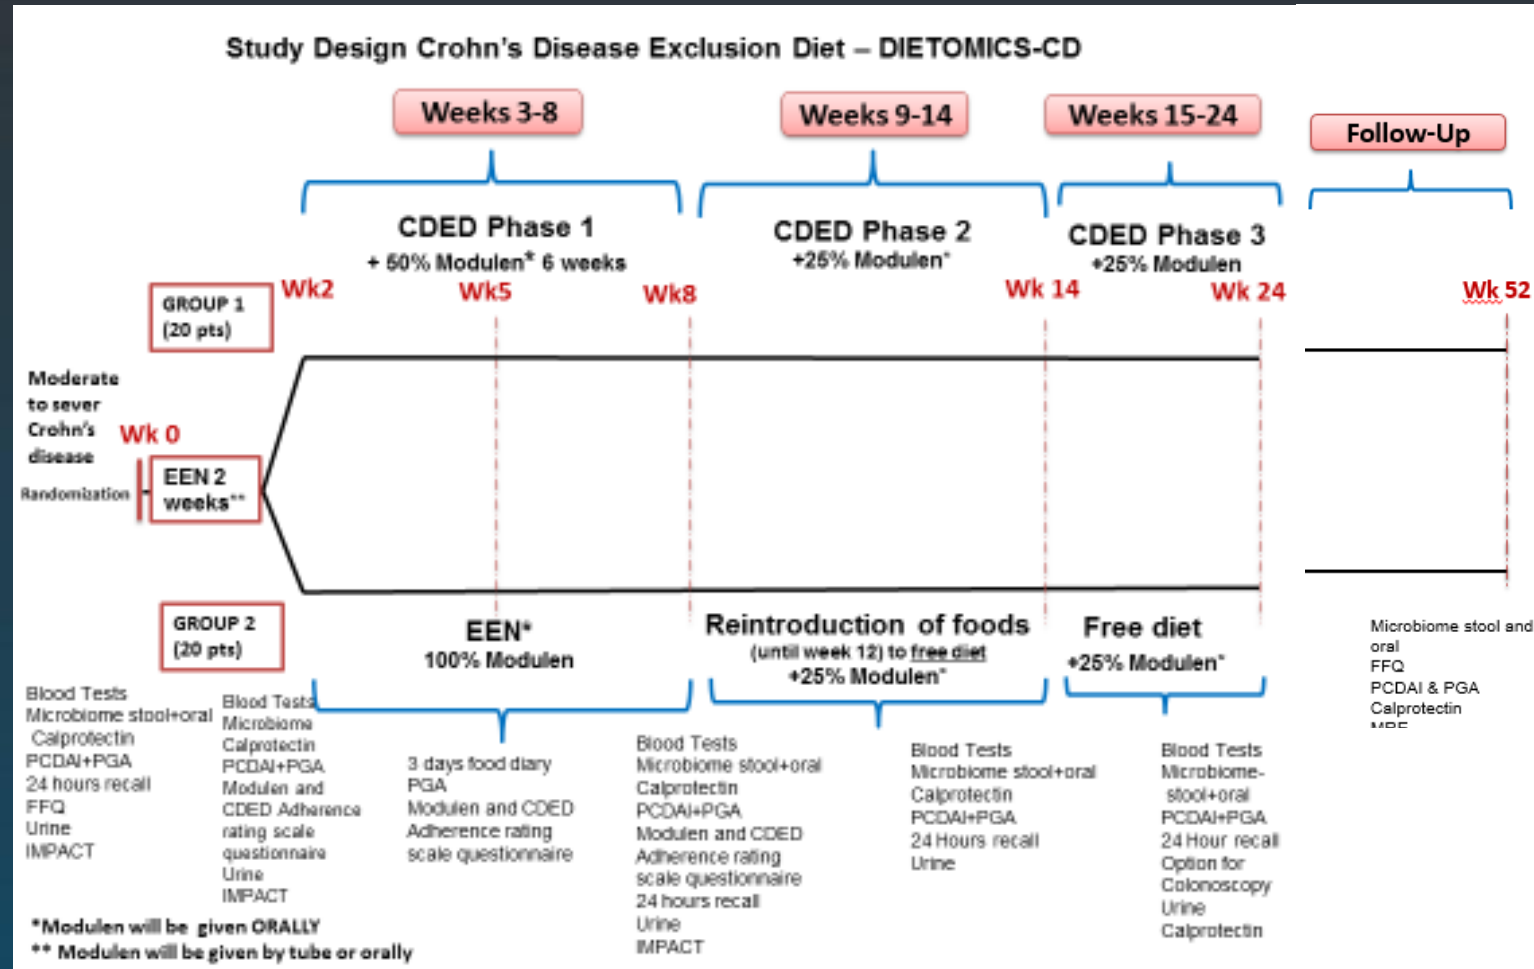 Study Design Crohn's Disease Exclusion Diet – DIETOMICS-CD
Weeks 3-8
Weeks 9-14
Weeks 15-24
Follow-Up
CDED Phase 1
+ 50% Modulen* 6 weeks
CDED Phase 2
+25% Modulen*
CDED Phase 3
+25% Modulen
Wk2
Wk5
Wk8
Wk 14
Wk 24
Wk 52
GROUP 1
(20 pts)
Moderate
to sever
Crohn's
disease
Wk 0
Randomization
EEN 2
weeks**
GROUP 2
(20 pts)
EEN*
100% Modulen
Reintroduction of foods
(until week 12) to free diet
+25% Modulen*
Free diet
+25% Modulen*
Blood Tests
Microbiome stool+oral
Calprotectin
PCDAI+PGA
24 hours recall
FFQ
Urine
IMPACT
Blood Tests
Microbiome
Calprotectin
PCDAI+PGA
Modulen and
CDED Adherence
rating scale
questionnaire
Urine
IMPACT
3 days food diary
PGA
Modulen and CDED
Adherence rating
scale questionnaire
Blood Tests
Microbiome stool+oral
Calprotectin
PCDAI+PGA
Modulen and CDED
Adherence rating
scale questionnaire
24 hours recall
Urine
IMPACT
Blood Tests
Microbiome stool+oral
Calprotectin
PCDAI+PGA
24 Hours recall
Urine
Blood Tests
Microbiome-
stool+oral
PCDAI+PGA
24 Hour recall
Option for
Colonoscopy
Urine
Calprotectin
Microbiome stool and
oral
FFQ
PCDAI & PGA
Calprotectin
*Modulen will be given ORALLY
** Modulen will be given by tube or orally